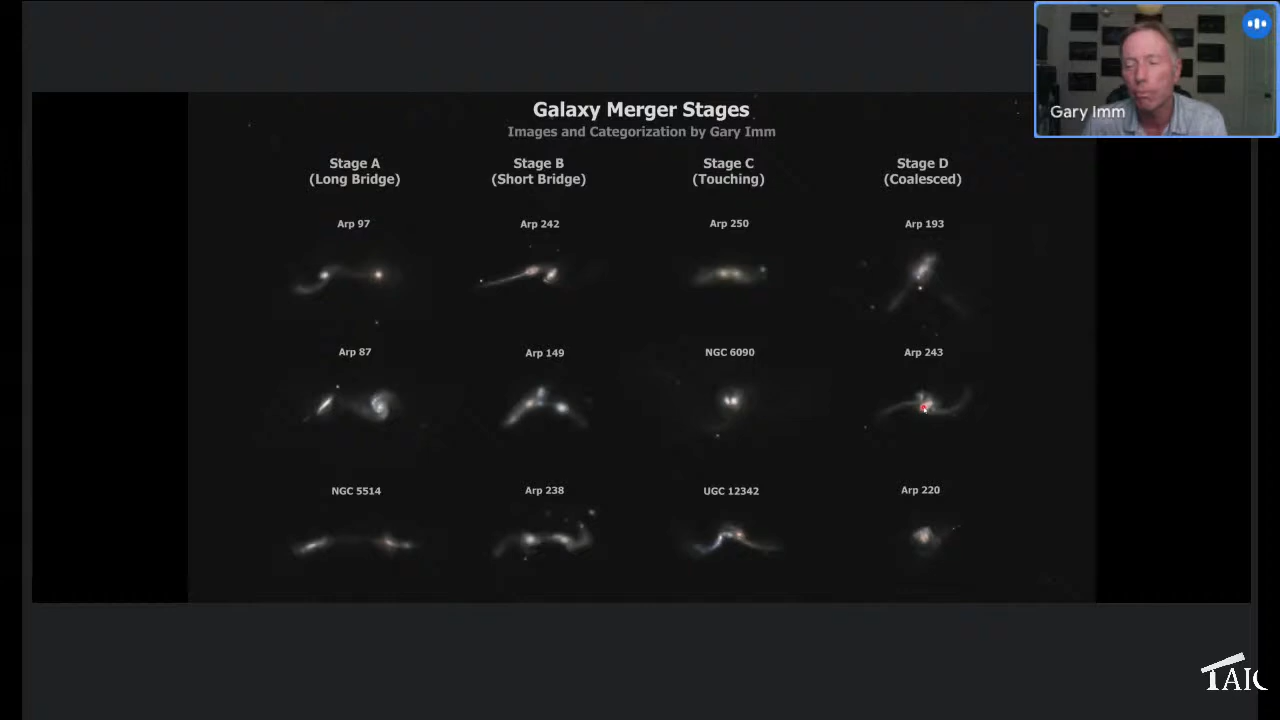 Galaxy Merger Stages
Images and Categorization by Gary Imm
Gary Imm
Stage A
(Long Bridge)
Stage B
(Short Bridge)
Stage C
(Touching)
Stage D
(Coalesced)
Arp 97
Arp 242
Arp 250
Arp 193
Arp 87
Arp 149
NGC 6090
Arp 243
NGC 5514
Arp 238
UGC 12342
Arp 220
TAIC